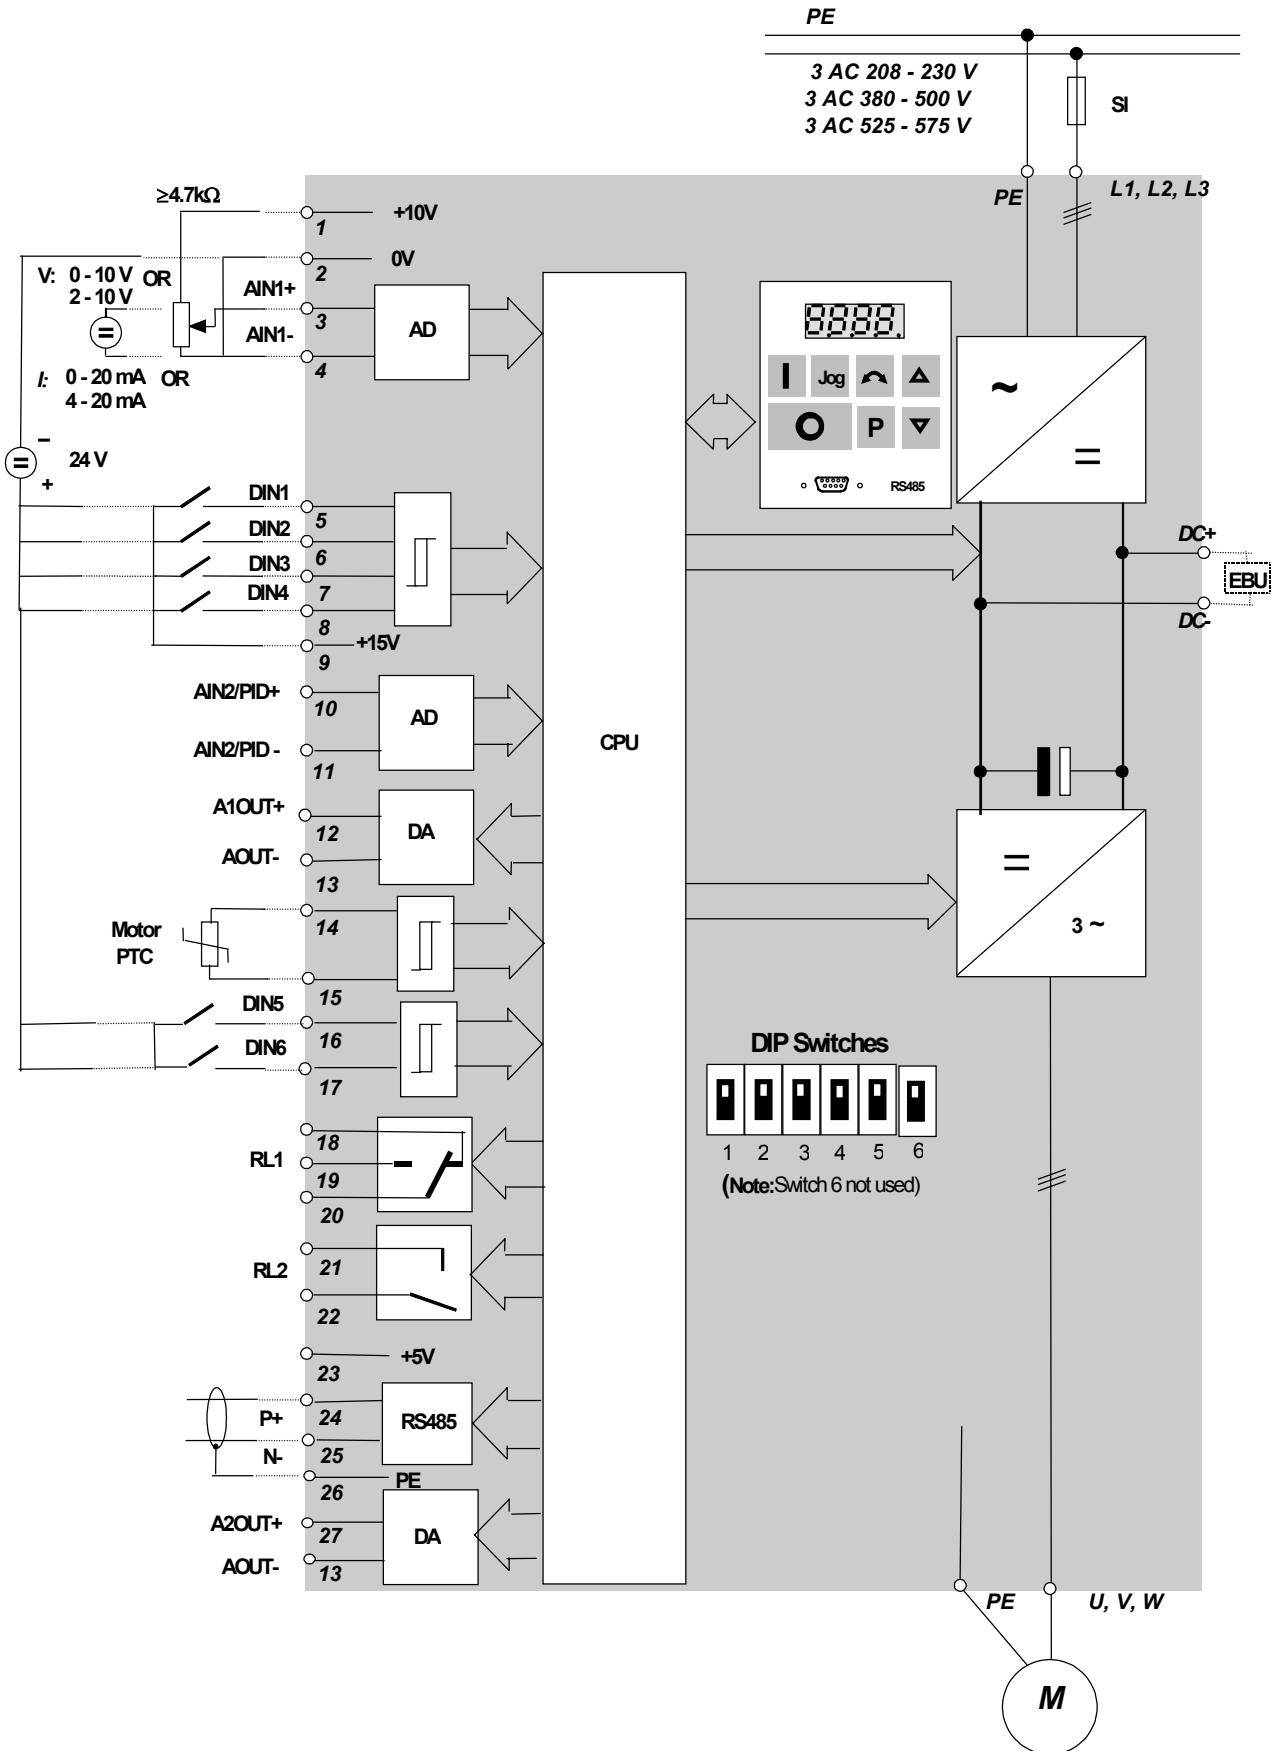 PE
3 AC 208 - 230 V
3 AC 380 - 500 V
3 AC 525 - 575 V
SI
PE
L1, L2, L3
≥4.7kΩ
1
+10V
2
0V
V: 0 - 10 V OR
2 - 10 V
AIN1+
3
AD
AIN1-
4
I: 0 - 20 mA OR
4 - 20 mA
8.8.8.8.
Jog
P
RS485
~
=
=
–
24 V
+
DIN1
5
DIN2
6
DIN3
7
DIN4
8
+15V
9
DC+
EBU
DC-
AIN2/PID+
10
AD
AIN2/PID -
11
CPU
A1OUT+
12
DA
AOUT-
13
=
3 ~
14
Motor
PTC
15
DIN5
16
DIN6
17
DIP Switches
1 2 3 4 5 6
(Note:Switch 6 not used)
18
RL1
19
20
RL2
21
22
+5V
23
P+
24
RS485
N-
25
PE
26
A2OUT+
27
DA
AOUT-
13
PE
U, V, W
M